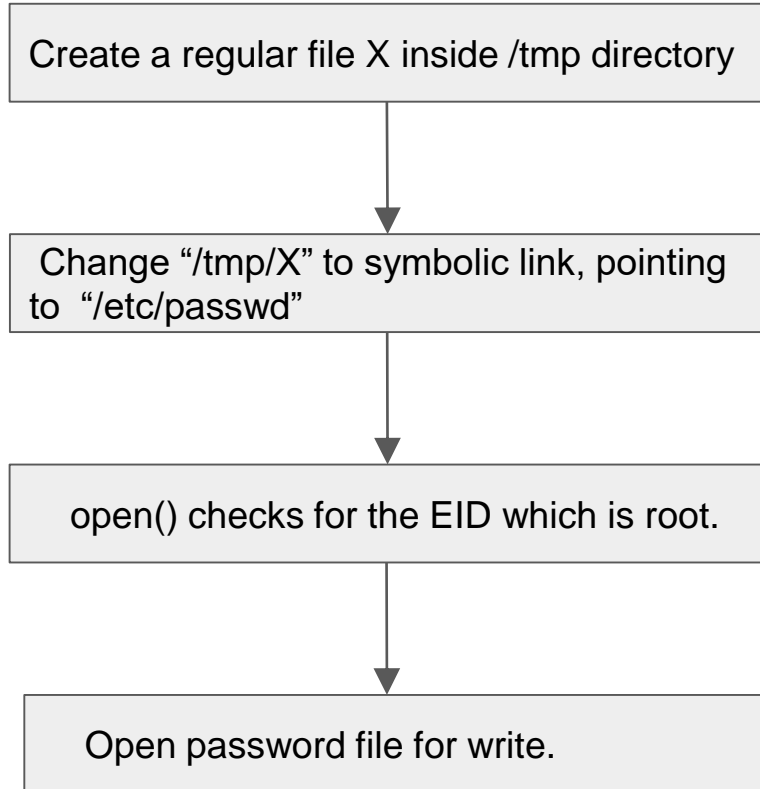 Create a regular file X inside /tmp directory
Change “/tmp/X” to symbolic link, pointing
to “/etc/passwd”
open() checks for the EID which is root.
Open password file for write.